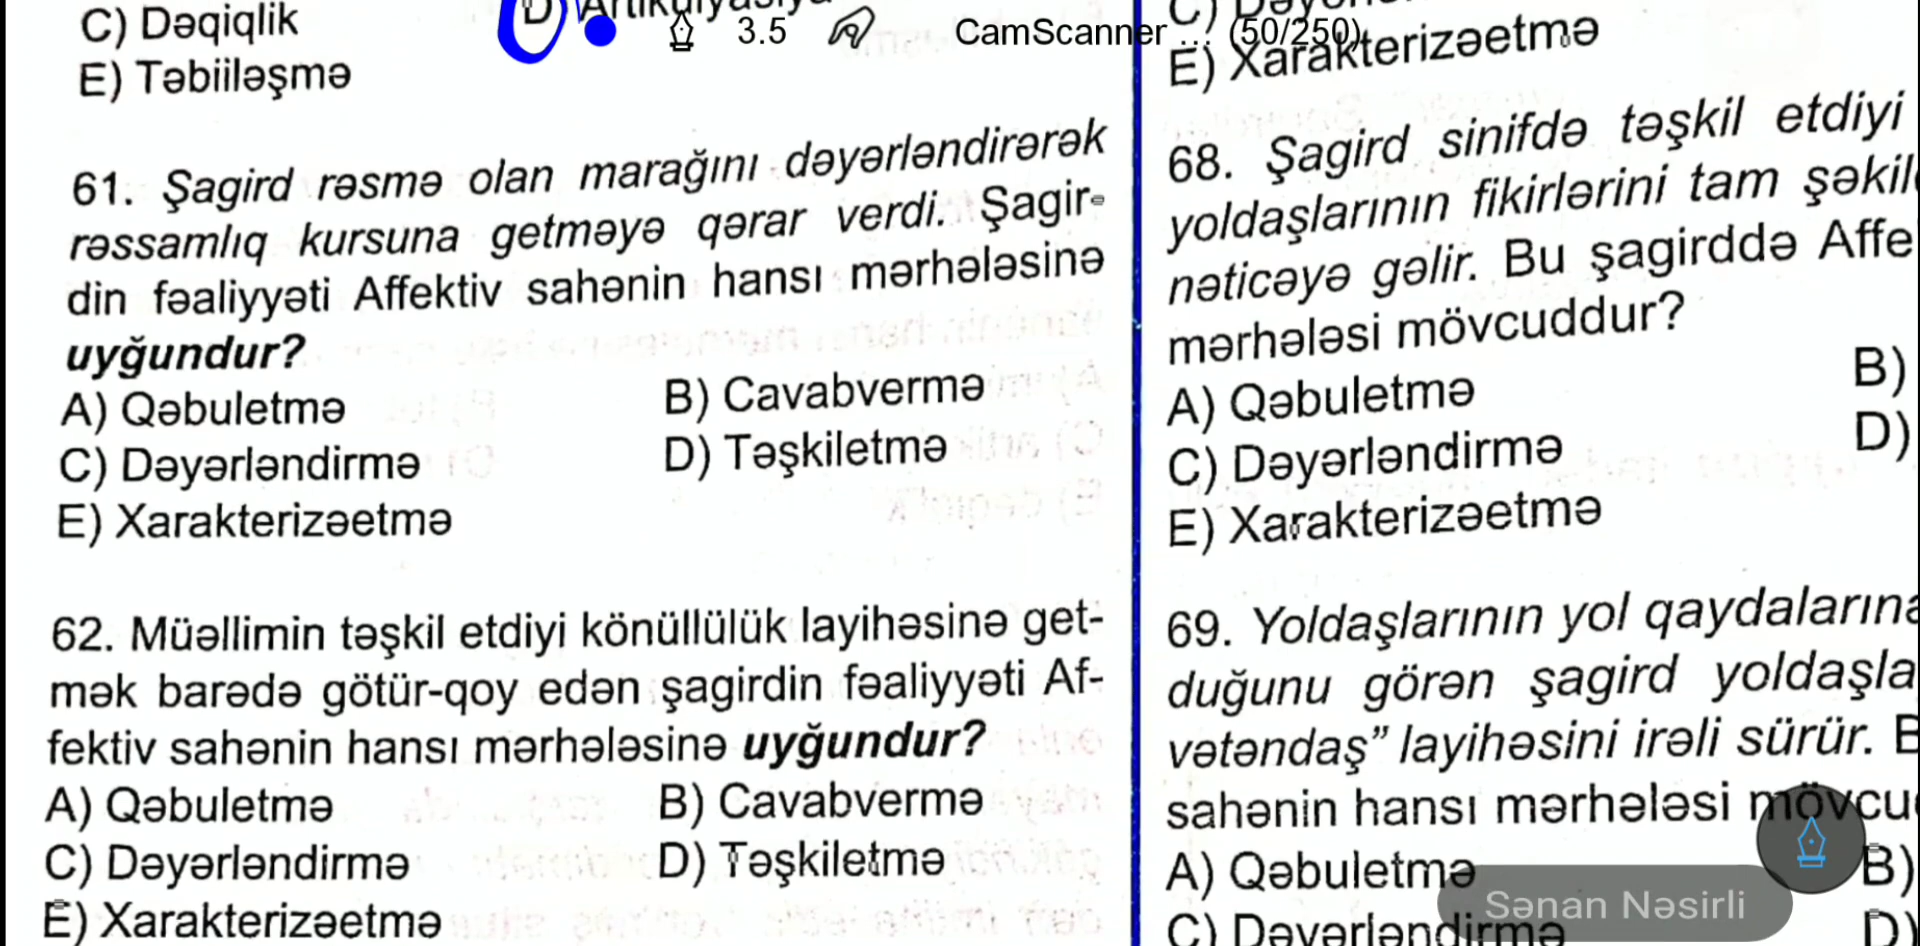 C) Dəqiqlik
E) Təbiiləşmə
3.5
CamScanner ... (50/250)
61. Şagird rəsmə olan marağını dəyərləndirərək
rəssamlıq kursuna getməyə qərar verdi. Şagir-
din fəaliyyəti Affektiv sahənin hansı mərhələsinə
uyğundur?
A) Qəbuletmə
B) Cavabvermə
C) Dəyərləndirmə
D) Təşkiletmə
E) Xarakterizəetmə
62. Müəllimin təşkil etdiyi könüllülük layihəsinə get-
mək barədə götür-qoy edən şagirdin fəaliyyəti Af-
fektiv sahənin hansı mərhələsinə uyğundur?
A) Qəbuletmə
B) Cavabvermə
C) Dəyərləndirmə
D) Təşkiletmə
E) Xarakterizəetmə
E) Xarakterizəetmə
68. Şagird sinifdə təşkil etdiyi
yoldaşlarının fikirlərini tam
nəticəyə gəlir. Bu şagirddə Affe
mərhələsi mövcuddur?
A) Qəbuletmə
B)
C) Dəyərləndirmə
D)
E) Xarakterizəetmə
69. Yoldaşlarının yol
duğunu görən şagird
vətəndaş” layihəsini irəli sürür.
sahənin hansı mərhələsi
A) Qəbuletmə
B)
C) Dəyərləndirmə
D)
Sənan Nəsirli